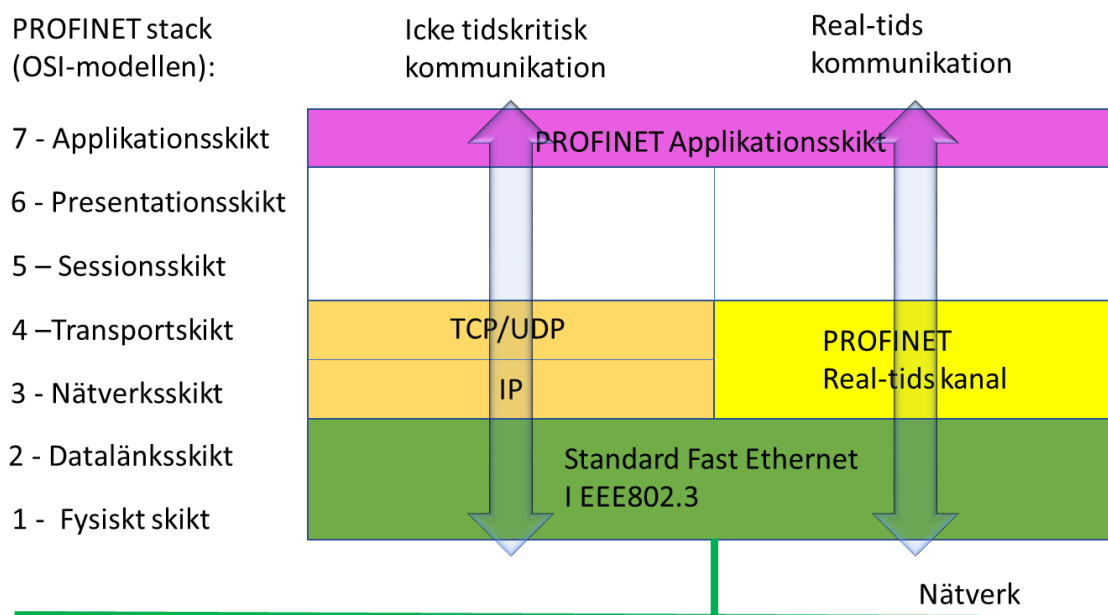 PROFINET stack
(OSI-modellen):
Icke tidskritisk
kommunikation
Real-tids
kommunikation
7 - Applikationsskikt
PROFINET Applikationsskikt
6 - Presentationsskikt
5 – Sessionsskikt
4 –Transportskikt
TCP/UDP
PROFINET
Real-tids kanal
3 - Nätverksskikt
IP
2 - Datalänksskikt
Standard Fast Ethernet
I EEE802.3
1 - Fysiskt skikt
Nätverk